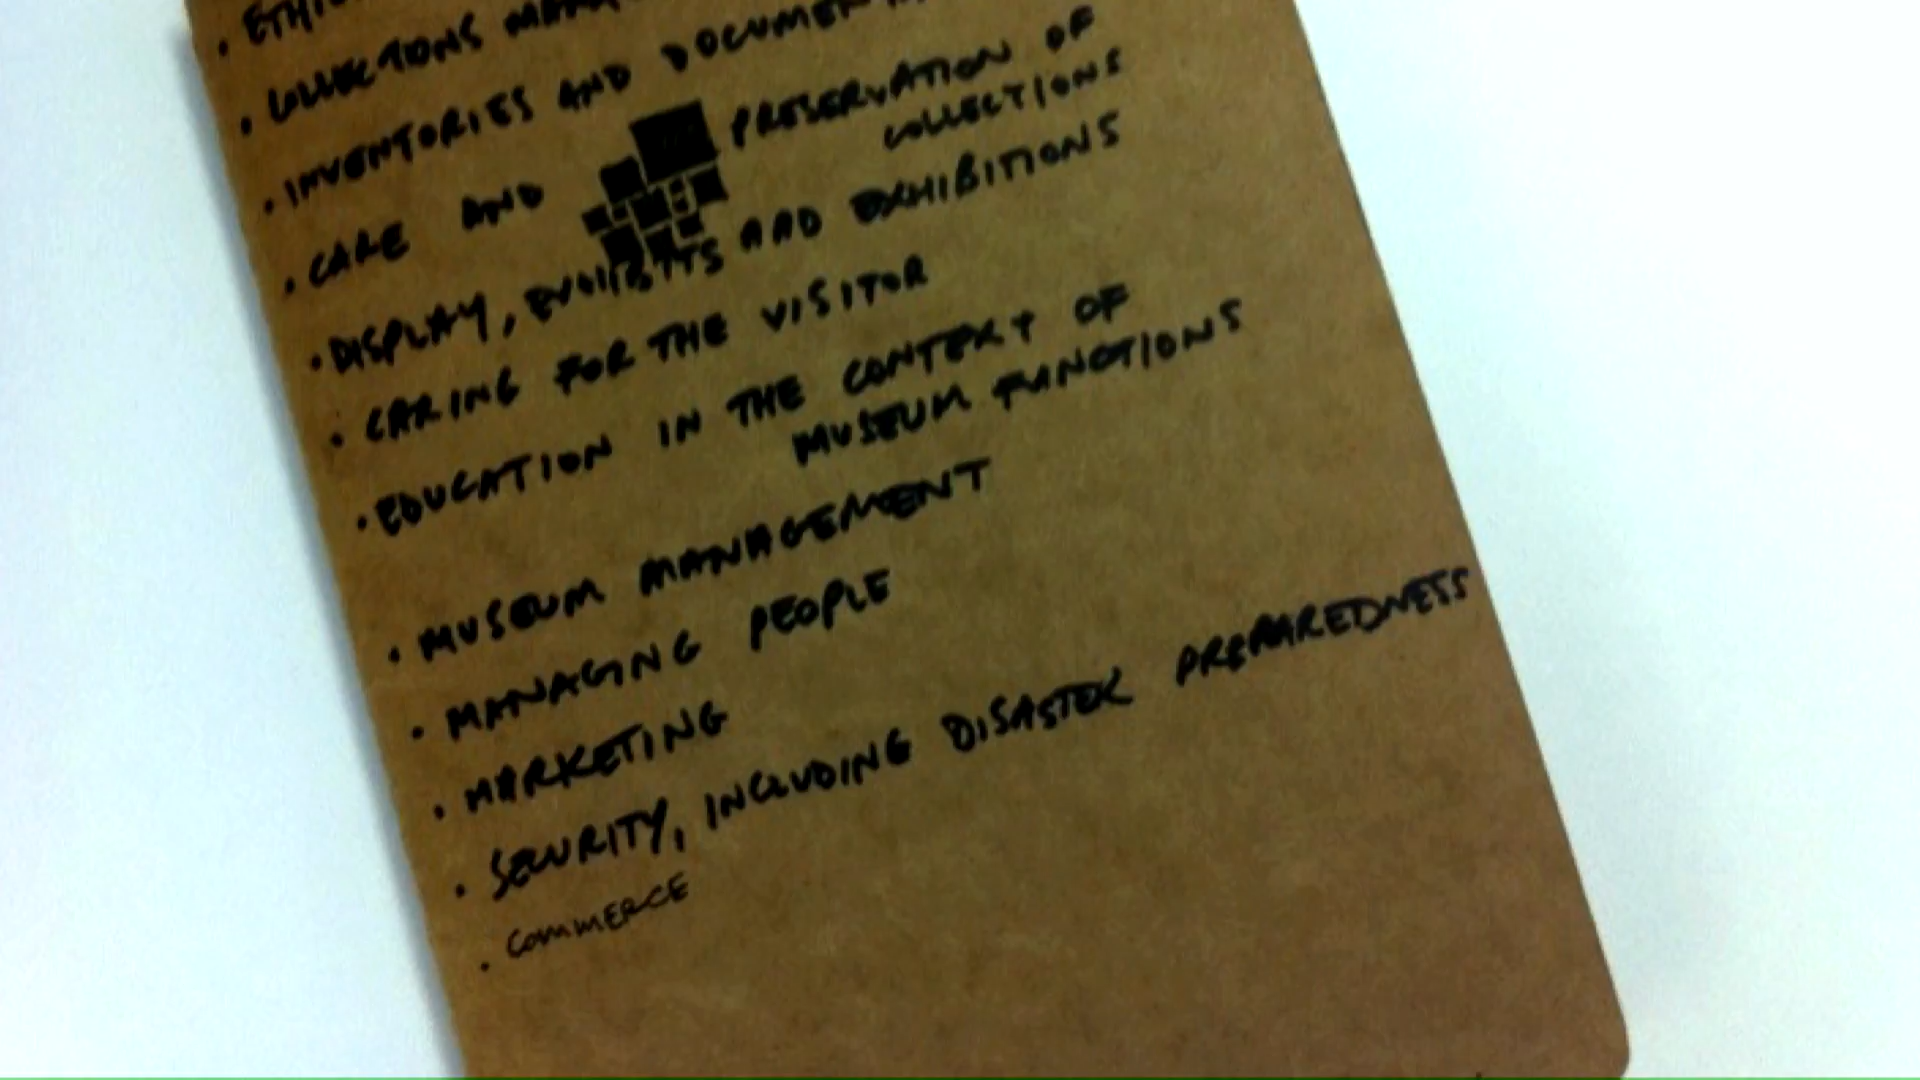 · COLLECTIONS
· INVENTORIES AND
· CARE AND PRESERVATION OF
COLLECTIONS
· DISPLAY, EXHIBITS AND EXHIBITIONS
· CARING FOR THE VISITOR
· EDUCATION IN THE CONTEXT OF
MUSEUM FUNCTIONS
· MUSEUM MANAGEMENT
· MANAGING PEOPLE
· MARKETING
· SECURITY, INCLUDING DISASTER PREPAREDNESS
· COMMERCE